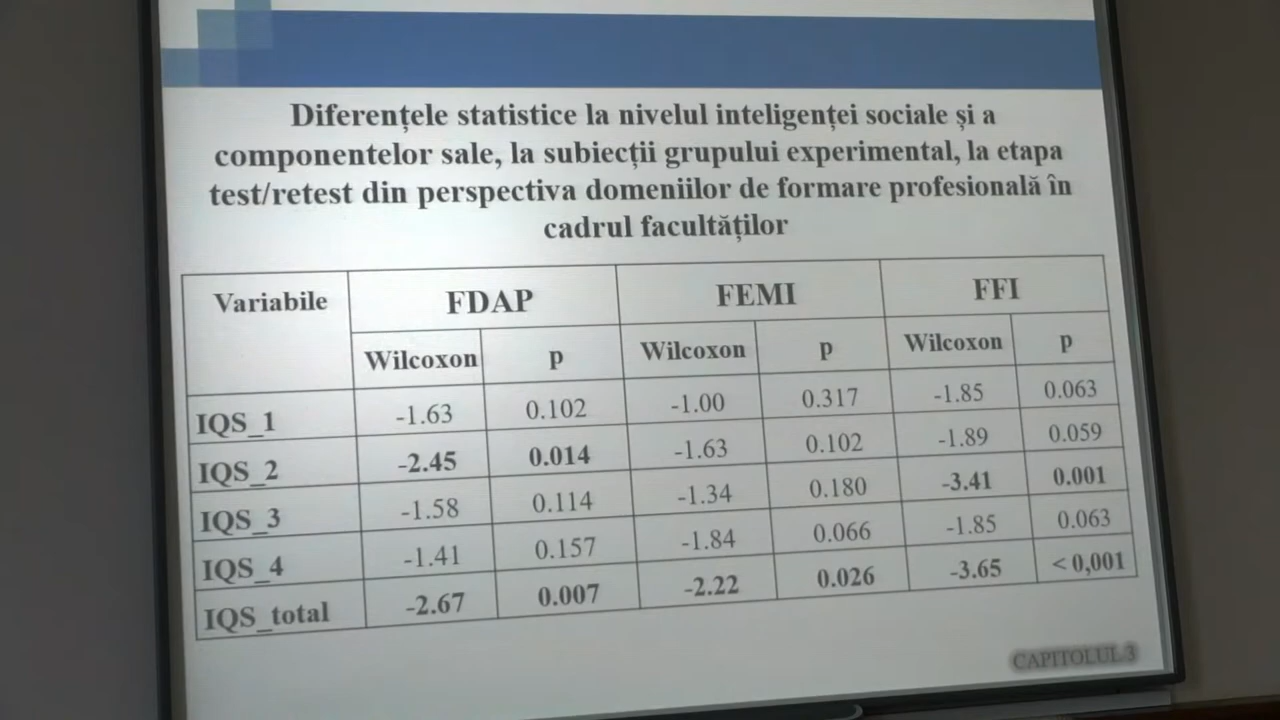 Diferențele statistice la nivelul inteligenței sociale și a
componentelor sale, la subiecții grupului experimental, la etapa
test/retest din perspectiva domeniilor de formare profesională în
cadrul facultăților
Variabile FDAP FEMI FFI
Wilcoxon p Wilcoxon p Wilcoxon p
IQS_1 -1.63 0.102 -1.00 0.317 -1.85 0.063
IQS_2 -2.45 0.014 -1.63 0.102 -1.89 0.059
IQS_3 -1.58 0.114 -1.34 0.180 -3.41 0.001
IQS_4 -1.41 0.157 -1.84 0.066 -1.85 0.063
IQS_total -2.67 0.007 -2.22 0.026 -3.65 < 0,001
CAPITOLUL 3